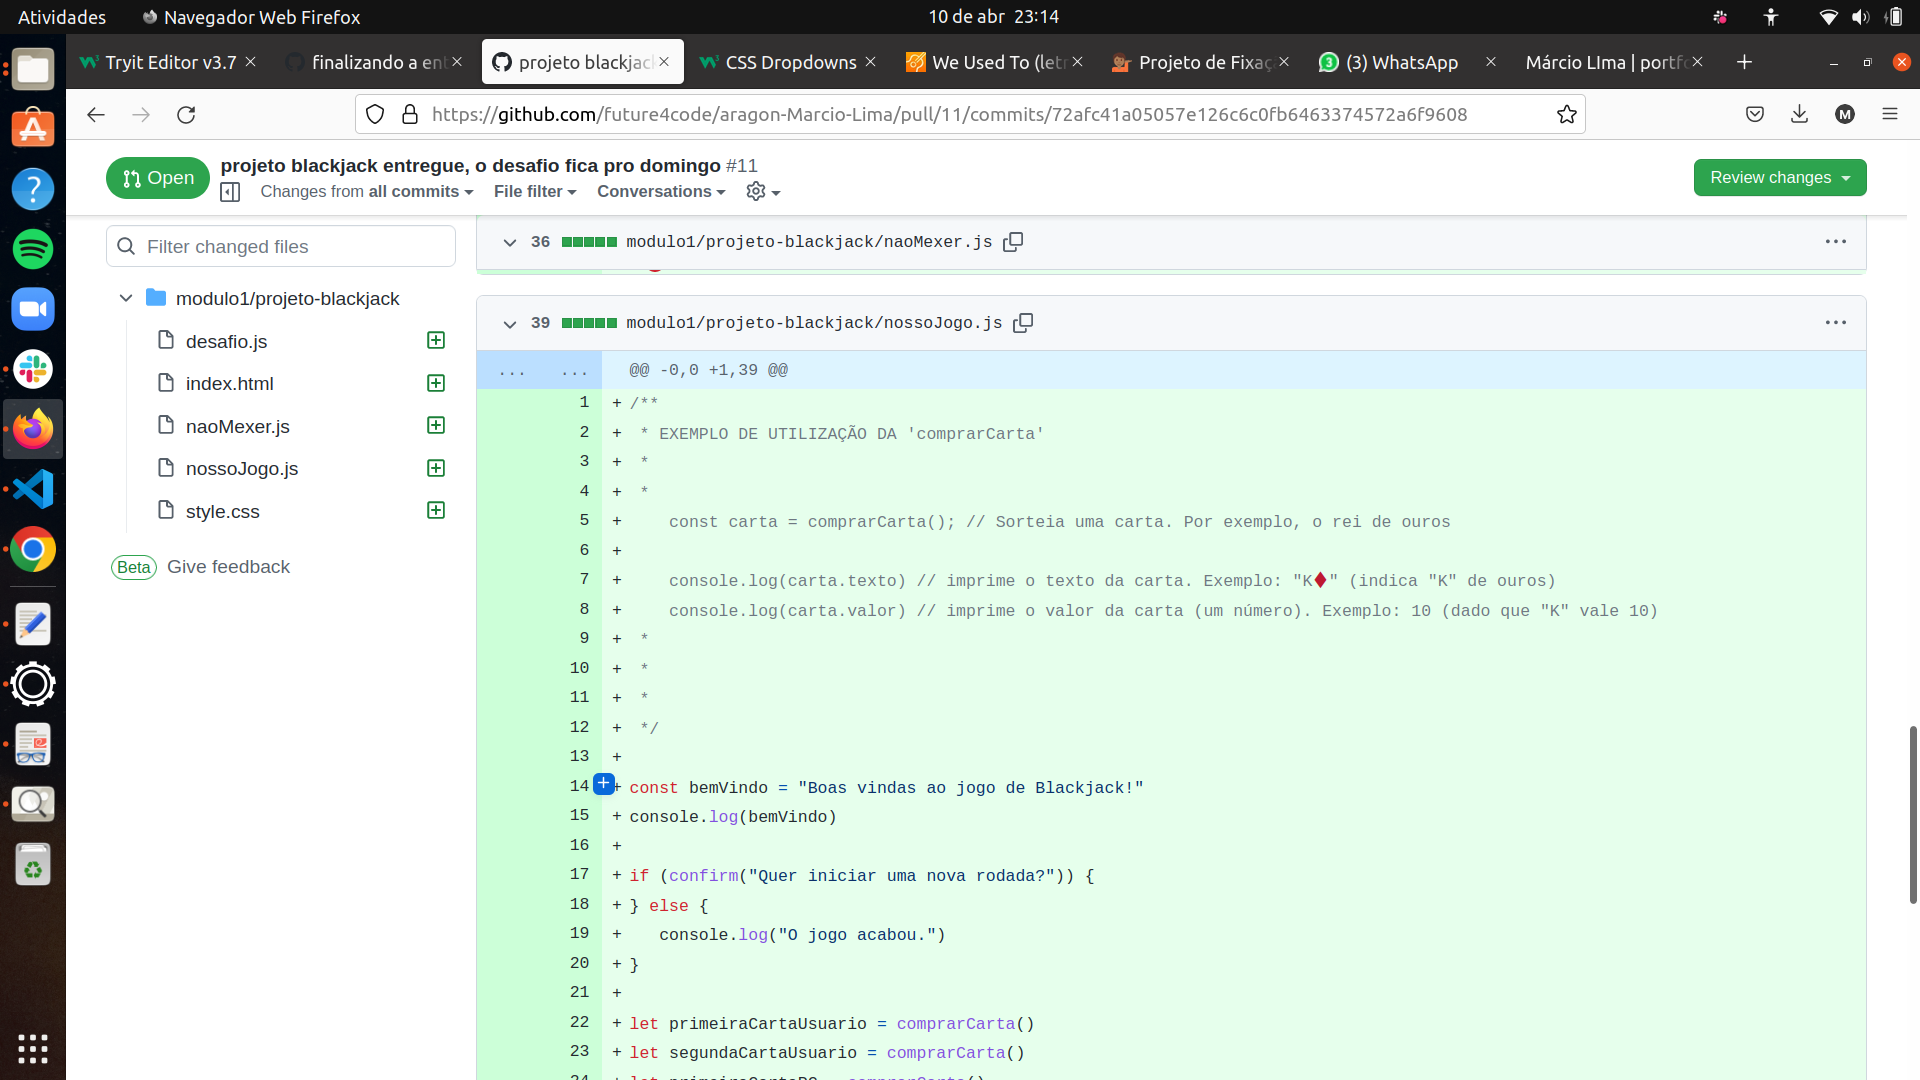 Atividades
Navegador Web Firefox
10 de abr 23:14
Tryit Editor v3.7
finalizando a ent
projeto blackjack
CSS Dropdowns
We Used To (letr
Projeto de Fixaç
(3) WhatsApp
Márcio LIma | portfo
https://github.com/future4code/aragon-Marcio-Lima/pull/11/commits/72afc41a05057e126c6c0fb6463374572a6f9608
M
Open
projeto blackjack entregue, o desafio fica pro domingo #11
Changes from all commits
File filter
Conversations
Review changes
Filter changed files
modulo1/projeto-blackjack
desafio.js
index.html
naoMexer.js
nossoJogo.js
style.css
Beta Give feedback
36 modulo1/projeto-blackjack/naoMexer.js
39 modulo1/projeto-blackjack/nossoJogo.js
... ... @@ -0,0 +1,39 @@
1 + /**
2 + * EXEMPLO DE UTILIZAÇÃO DA 'comprarCarta'
3 + *
4 + *
5 + const carta = comprarCarta(); // Sorteia uma carta. Por exemplo, o rei de ouros
6 +
7 + console.log(carta.texto) // imprime o texto da carta. Exemplo: "K♦" (indica "K" de ouros)
8 + console.log(carta.valor) // imprime o valor da carta (um número). Exemplo: 10 (dado que "K" vale 10)
9 + *
10 + *
11 + *
12 + */
13 +
14 + const bemVindo = "Boas vindas ao jogo de Blackjack!"
15 + console.log(bemVindo)
16 +
17 + if (confirm("Quer iniciar uma nova rodada?")) {
18 + } else {
19 + console.log("O jogo acabou.")
20 + }
21 +
22 + let primeiraCartaUsuario = comprarCarta()
23 + let segundaCartaUsuario = comprarCarta()
24 + let primeiraCartaPC = comprarCarta()